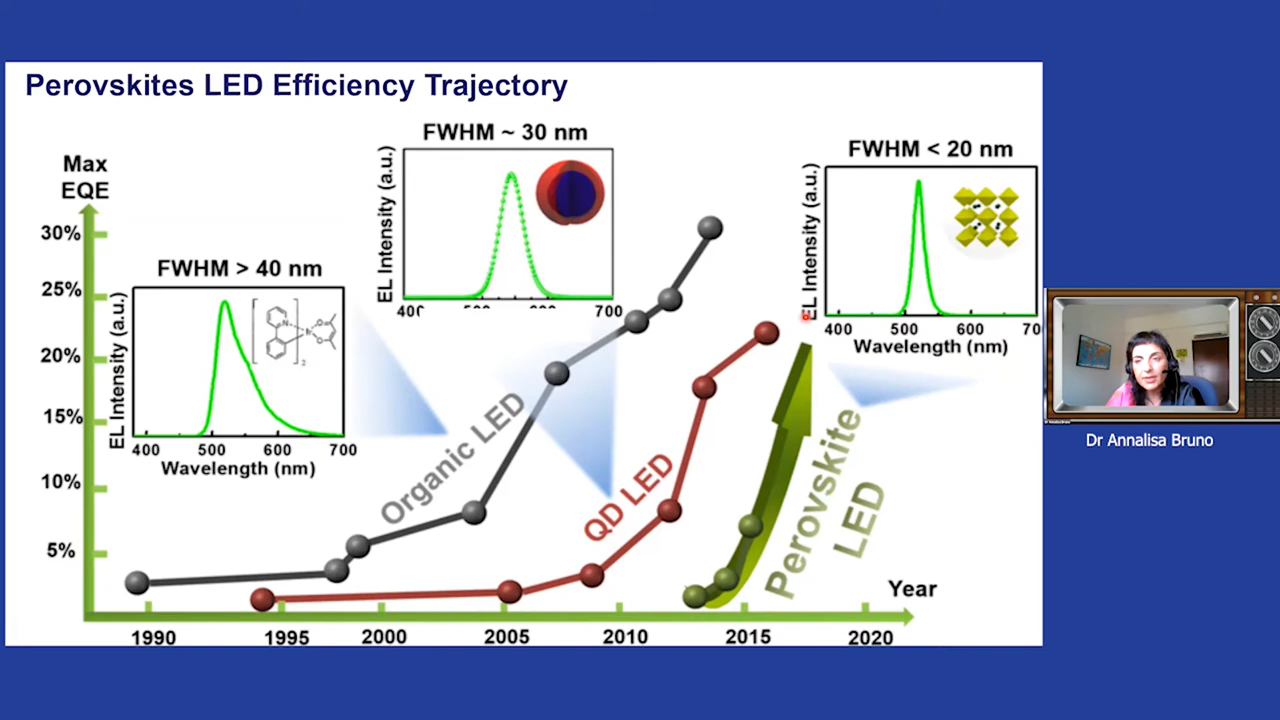 Perovskites LED Efficiency Trajectory
Max
EQE
30%
25%
20%
15%
10%
5%
FWHM > 40 nm
EL Intensity (a.u.)
N
Ir
O
O
2
400
500
600
700
Wavelength (nm)
FWHM ~ 30 nm
EL Intensity (a.u.)
700
FWHM < 20 nm
EL Intensity (a.u.)
400
500
600
Wavelength (nm)
Organic LED
QD LED
Perovskite
LED
Year
1990
1995
2000
2005
2010
2015
2020
Dr Annalisa Bruno